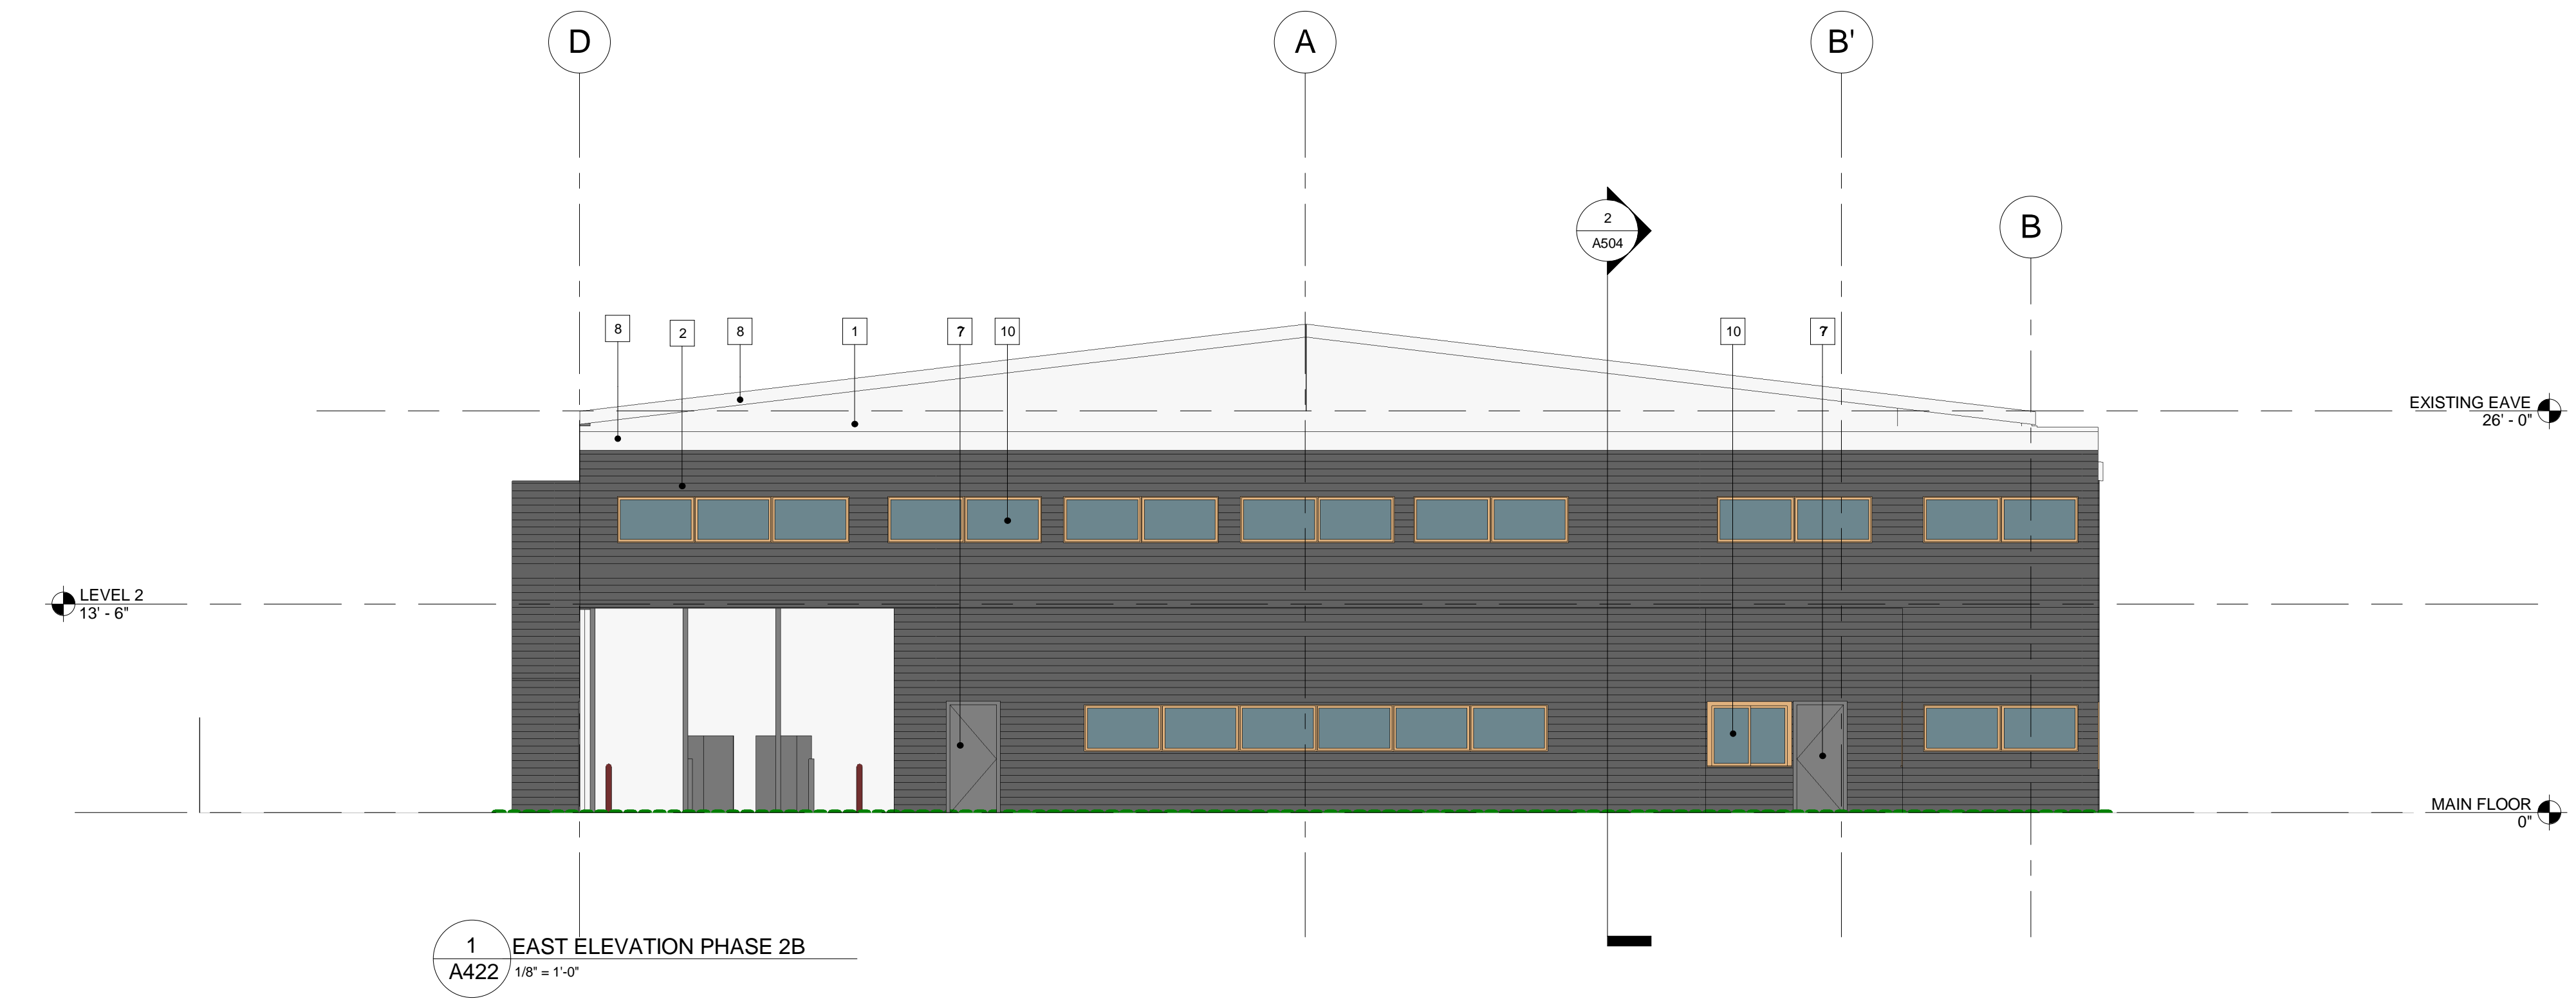 D
A
B'
2
A504
B
8
2
8
1
7
10
10
7
EXISTING EAVE
26' - 0"
LEVEL 2
13' - 6"
MAIN FLOOR
0"
1
EAST ELEVATION PHASE 2B
A422
1/8" = 1'-0"